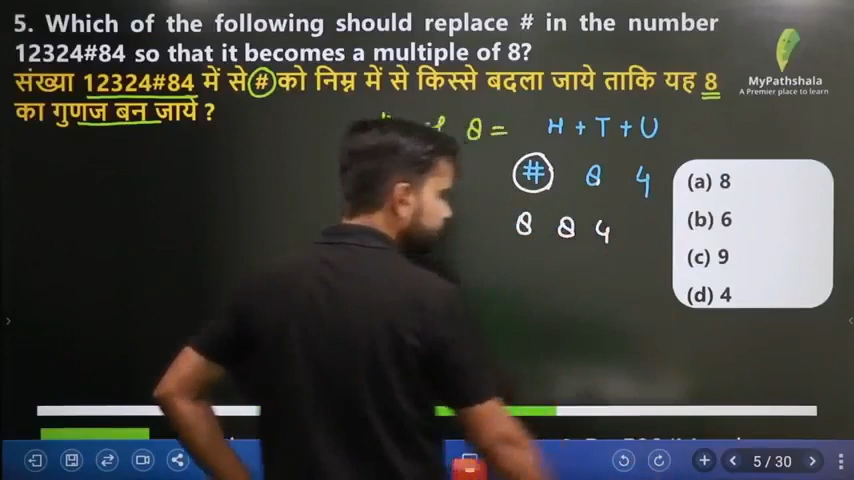 5. Which of the following should replace # in the number
12324#84 so that it becomes a multiple of 8?
संख्या 12324#84 में से # को निम्न में से किस्से बदला जाये ताकि यह 8
का गुणज बन जाये ?
MyPathshala
A Premier place to learn
8 = H + T + U
# 8 4
8 8 4
(a) 8
(b) 6
(c) 9
(d) 4
5 / 30